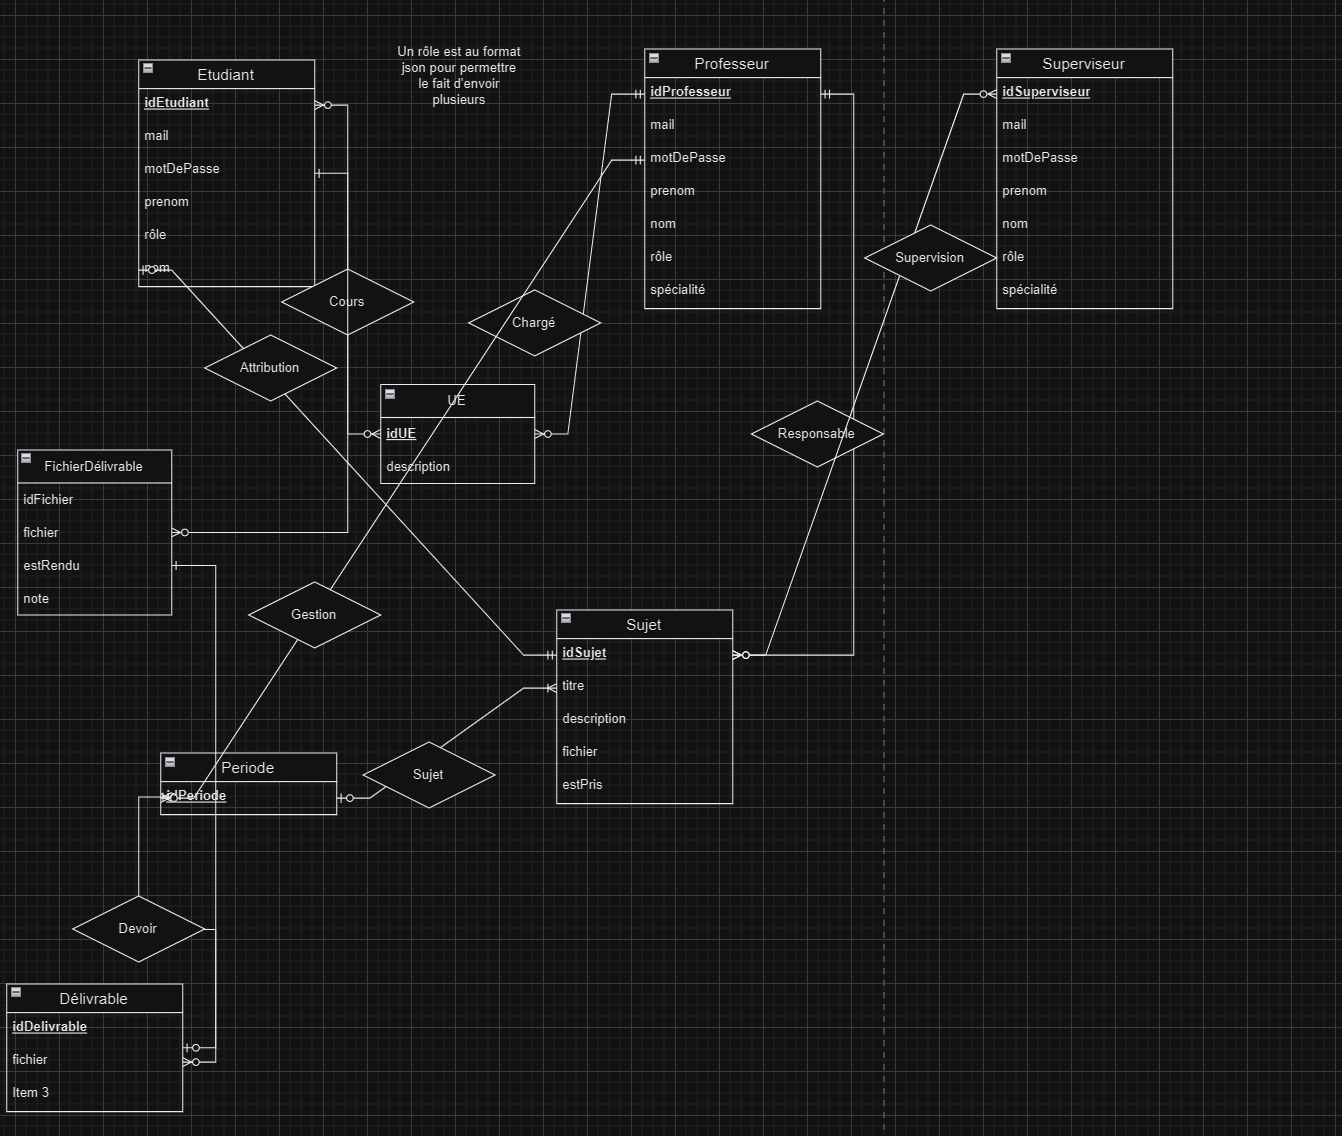 Un rôle est au format
json pour permettre
le fait d'envoir
plusieurs
Etudiant
idEtudiant
mail
motDePasse
prenom
rôle
nom
Professeur
idProfesseur
mail
motDePasse
prenom
nom
rôle
spécialité
Superviseur
idSuperviseur
mail
motDePasse
prenom
nom
rôle
spécialité
Supervision
Cours
Chargé
Attribution
UE
idUE
description
Responsable
FichierDélivrable
idFichier
fichier
estRendu
note
Gestion
Sujet
idSujet
titre
description
fichier
estPris
Periode
idPeriode
Sujet
Devoir
Délivrable
idDelivrable
fichier
Item 3